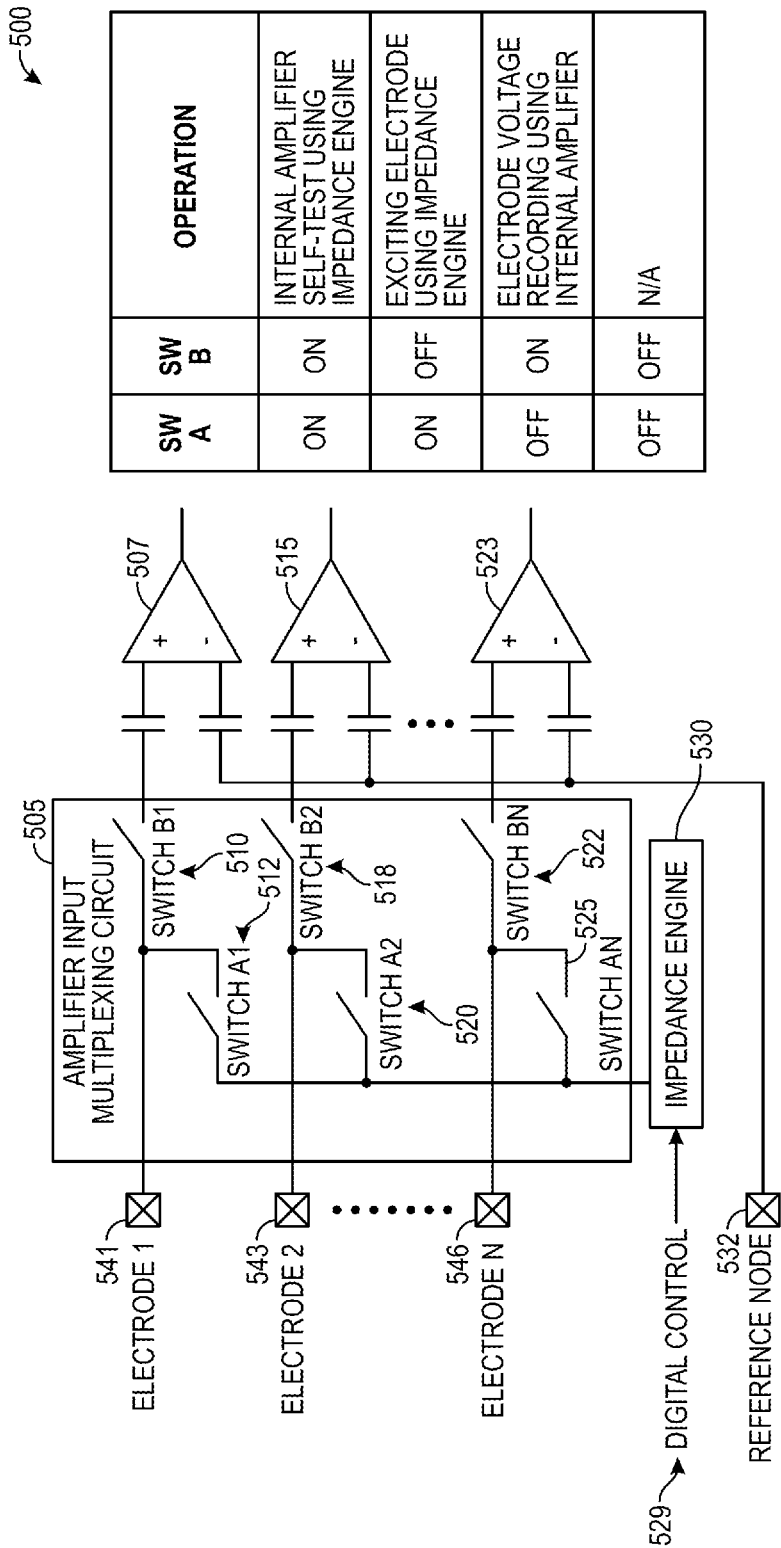 500
505
AMPLIFIER INPUT
MULTIPLEXING CIRCUIT
541
ELECTRODE 1
SWITCH B1
510
512
SWITCH A1
507
+
-
543
ELECTRODE 2
SWITCH B2
518
SWITCH A2
520
515
+
-
546
ELECTRODE N
SWITCH BN
522
525
SWITCH AN
523
+
-
529
DIGITAL CONTROL
IMPEDANCE ENGINE
530
532
REFERENCE NODE
SW
A
SW
B
OPERATION
ON
ON
INTERNAL AMPLIFIER
SELF-TEST USING
IMPEDANCE ENGINE
ON
OFF
EXCITING ELECTRODE
USING IMPEDANCE
ENGINE
OFF
ON
ELECTRODE VOLTAGE
RECORDING USING
INTERNAL AMPLIFIER
OFF
OFF
N/A